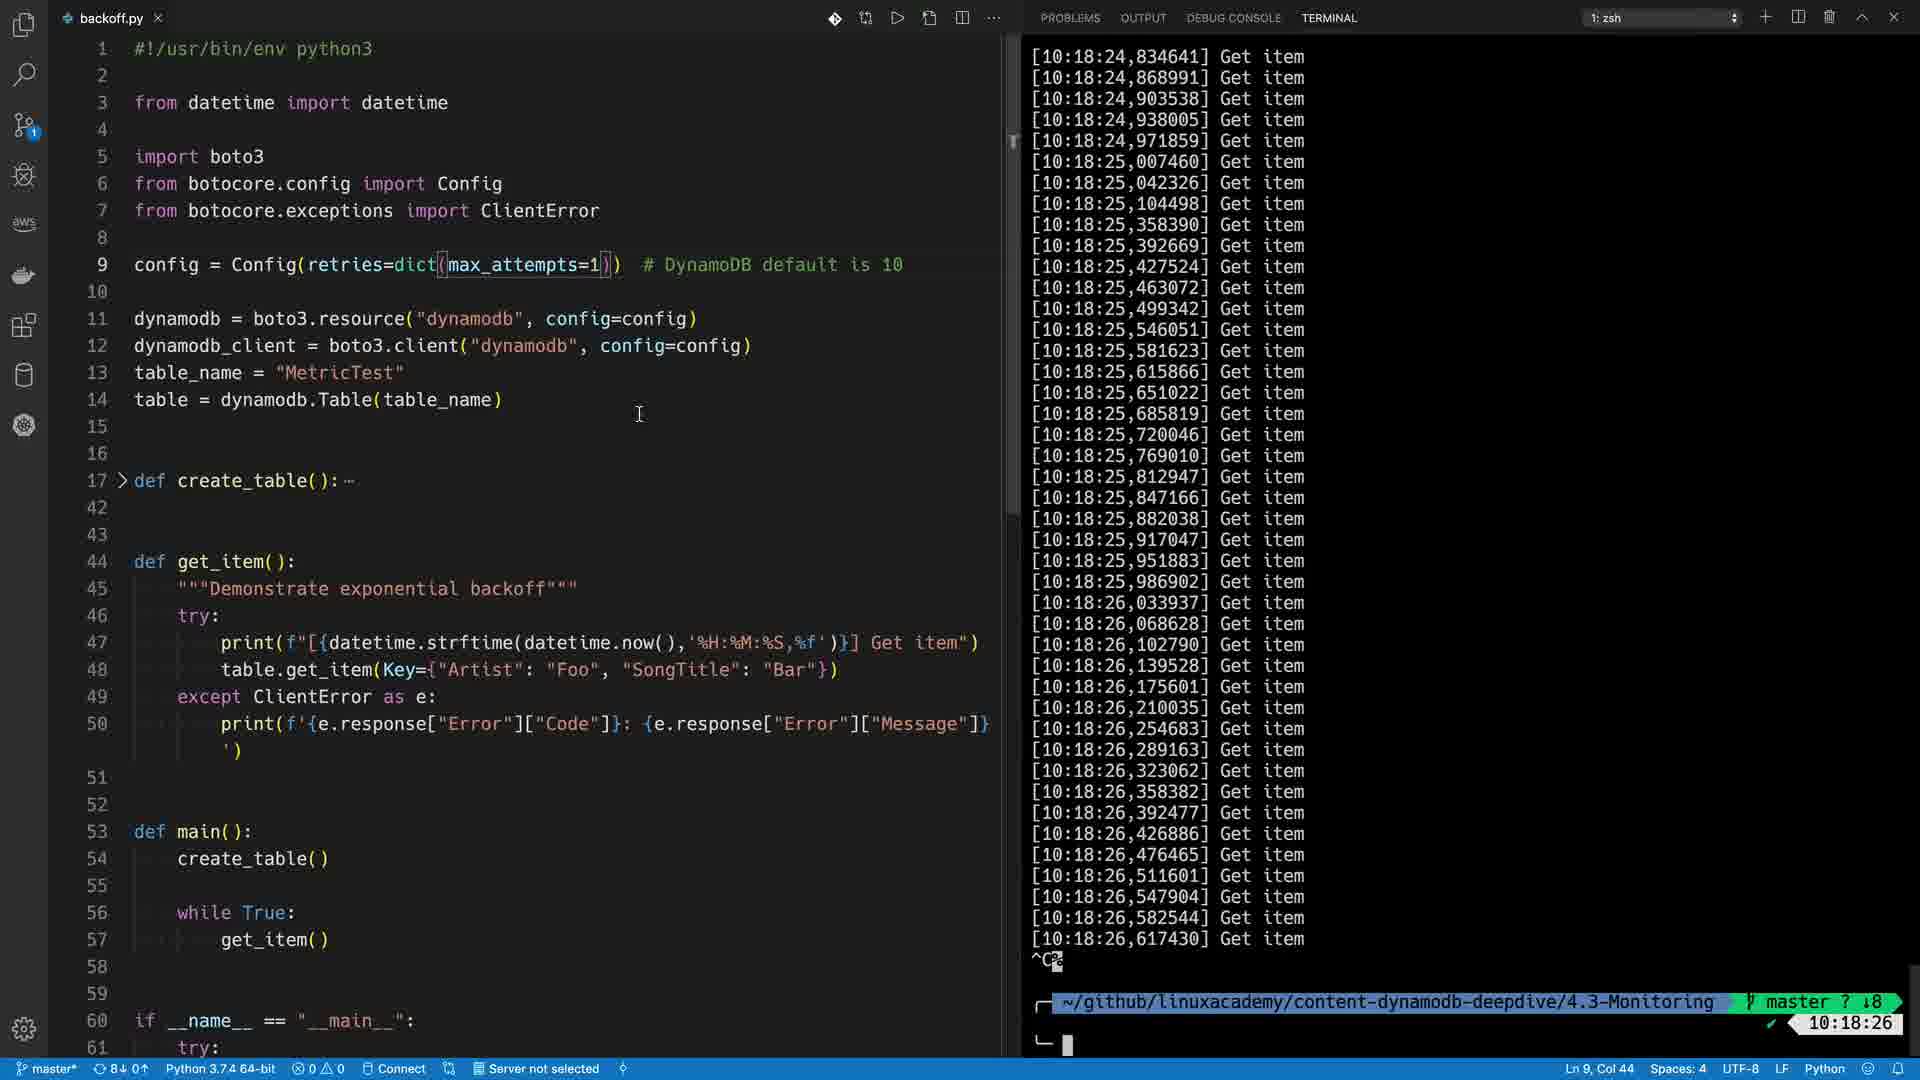 backoff.py
1 #!/usr/bin/env python3
2
3 from datetime import datetime
4
5 import boto3
6 from botocore.config import Config
7 from botocore.exceptions import ClientError
8
9 config = Config(retries=dict(max_attempts=1))  # DynamoDB default is 10
10
11 dynamodb = boto3.resource("dynamodb", config=config)
12 dynamodb_client = boto3.client("dynamodb", config=config)
13 table_name = "MetricTest"
14 table = dynamodb.Table(table_name)
15
16
17 def create_table():
42
43
44 def get_item():
45 """Demonstrate exponential backoff"""
46 try:
47 print(f"[{datetime.strftime(datetime.now(),'%H:%M:%S,%f')}] Get item")
48 table.get_item(Key={"Artist": "Foo", "SongTitle": "Bar"})
49 except ClientError as e:
50 print(f'{e.response["Error"]["Code"]}: {e.response["Error"]["Message"]}
')
51
52
53 def main():
54 create_table()
55
56 while True:
57 get_item()
58
59
60 if __name__ == "__main__":
61 try:
1
aws
PROBLEMS OUTPUT DEBUG CONSOLE TERMINAL 1: zsh
[10:18:24,834641] Get item
[10:18:24,868991] Get item
[10:18:24,903538] Get item
[10:18:24,938005] Get item
[10:18:24,971859] Get item
[10:18:25,007460] Get item
[10:18:25,042326] Get item
[10:18:25,104498] Get item
[10:18:25,358390] Get item
[10:18:25,392669] Get item
[10:18:25,427524] Get item
[10:18:25,463072] Get item
[10:18:25,499342] Get item
[10:18:25,546051] Get item
[10:18:25,581623] Get item
[10:18:25,615866] Get item
[10:18:25,651022] Get item
[10:18:25,685819] Get item
[10:18:25,720046] Get item
[10:18:25,769010] Get item
[10:18:25,812947] Get item
[10:18:25,847166] Get item
[10:18:25,882038] Get item
[10:18:25,917047] Get item
[10:18:25,951883] Get item
[10:18:25,986902] Get item
[10:18:26,033937] Get item
[10:18:26,068628] Get item
[10:18:26,102790] Get item
[10:18:26,139528] Get item
[10:18:26,175601] Get item
[10:18:26,210035] Get item
[10:18:26,254683] Get item
[10:18:26,289163] Get item
[10:18:26,323062] Get item
[10:18:26,358382] Get item
[10:18:26,392477] Get item
[10:18:26,426886] Get item
[10:18:26,476465] Get item
[10:18:26,511601] Get item
[10:18:26,547904] Get item
[10:18:26,582544] Get item
[10:18:26,617430] Get item
^C%
~/github/linuxacademy/content-dynamodb-deepdive/4.3-Monitoring master ? ↓8
✔ 10:18:26
master* 8↓ 0↑ Python 3.7.4 64-bit 0 0 Connect Server not selected Ln 9, Col 44 Spaces: 4 UTF-8 LF Python